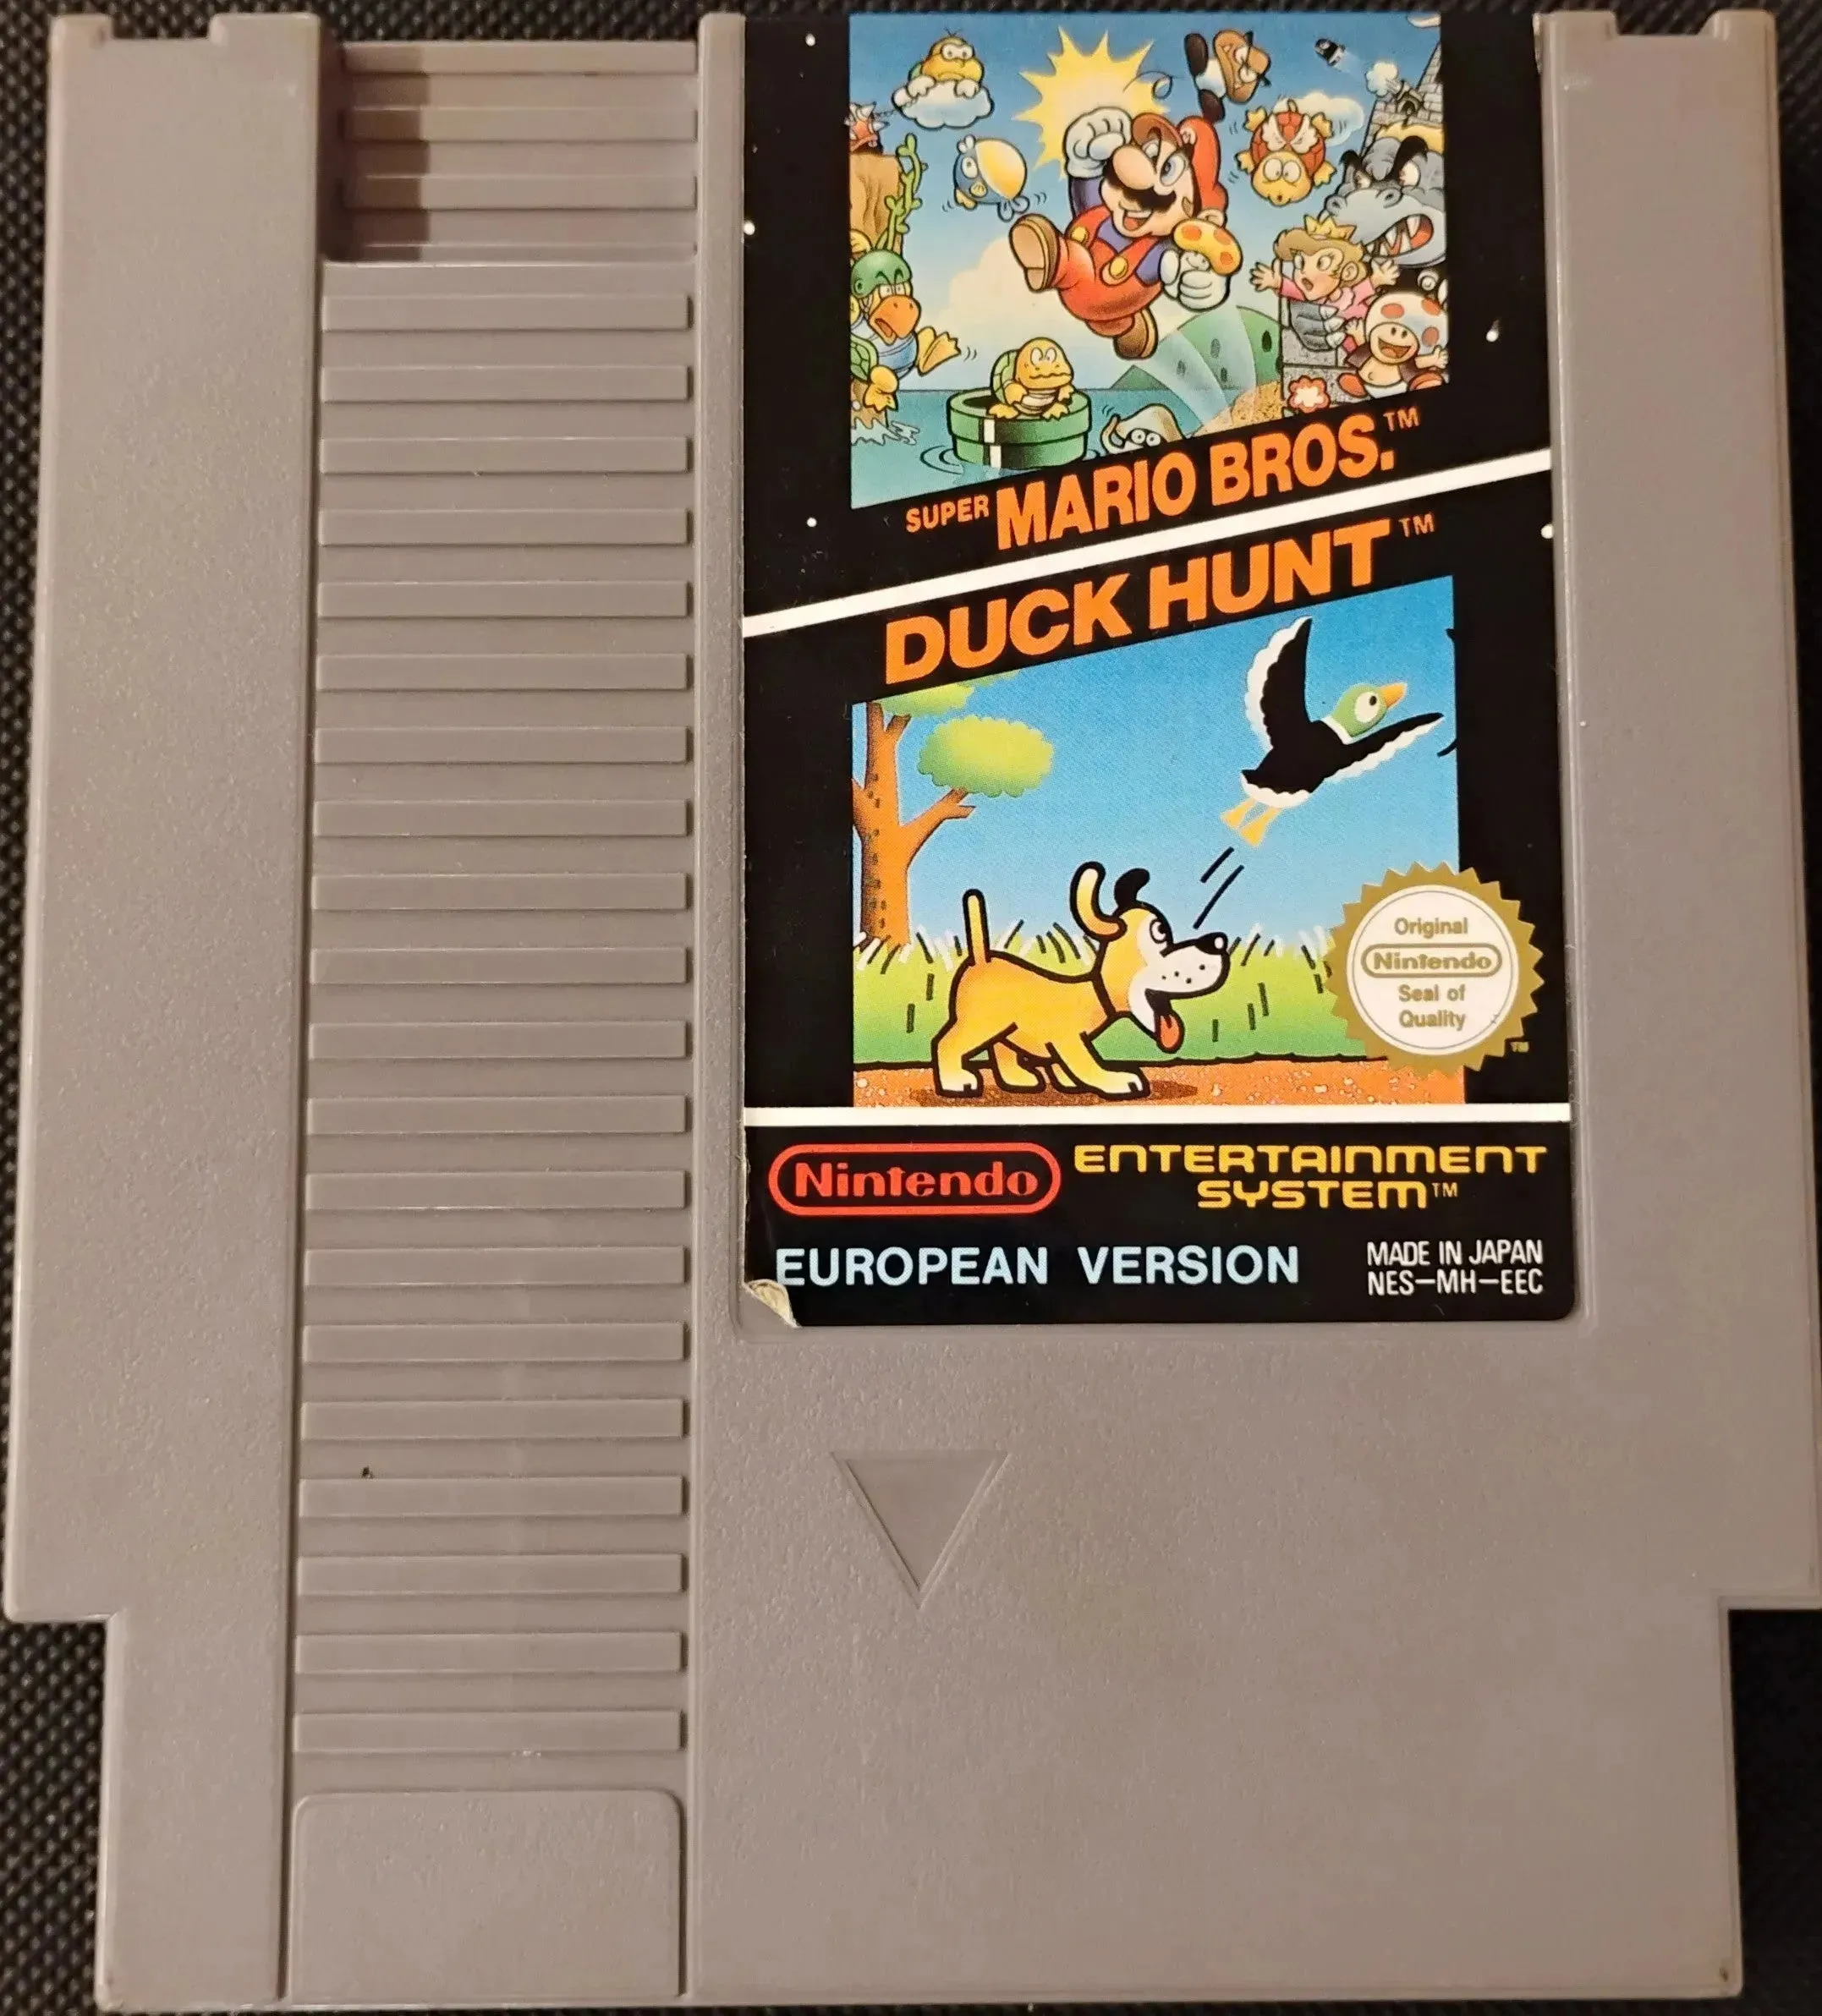 SUPER MARIO BROS.™
DUCK HUNT™
Original
Nintendo
Seal of
Quality
TM
Nintendo ENTERTAINMENT
SYSTEM™
EUROPEAN VERSION
MADE IN JAPAN
NES-MH-EEC